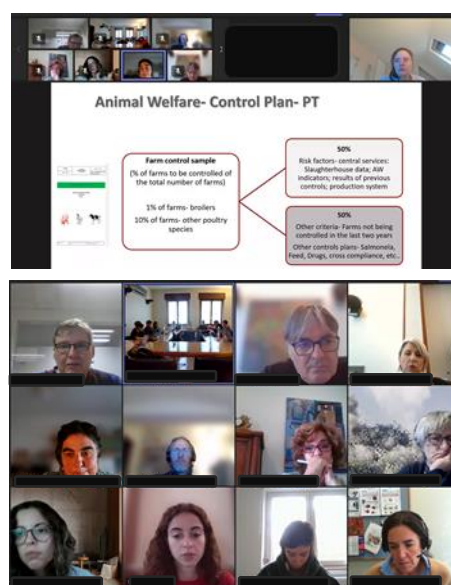 Animal Welfare- Control Plan- PT
Farm control sample
(% of farms to be controlled of
the total number of farms)
1% of farms- broilers
10% of farms- other poultry
species
50%
Risk factors- central services:
Slaughterhouse data; AW
indicators; results of previous
controls; production system
50%
Other criteria- Farms not being
controlled in the last two years
Other controls plans- Salmonela,
Feed, Drugs, cross compliance, etc..